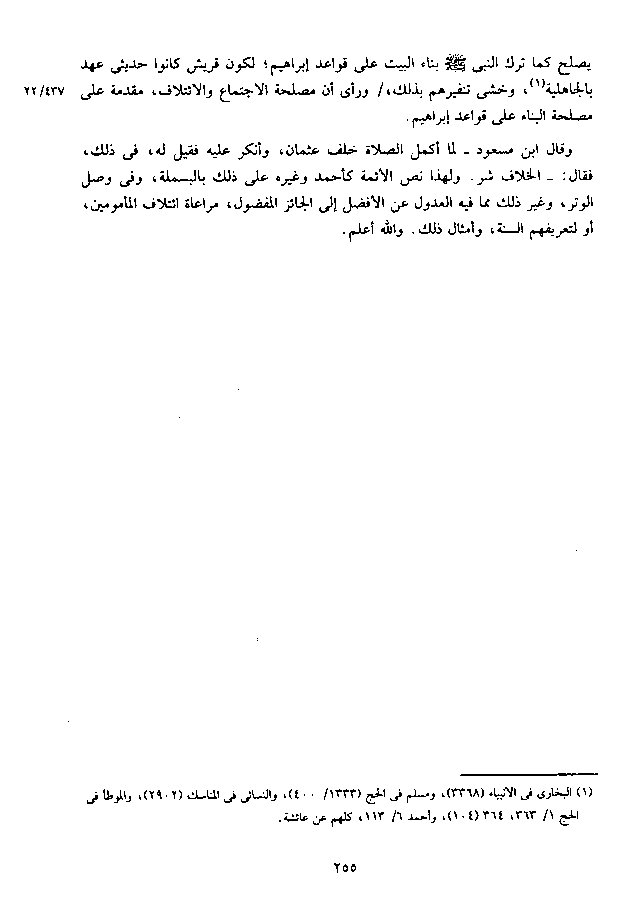 يصلح كما ترك النبى ﷺ بناء البيت على قواعد إبراهيم؛ لكون قريش كانوا حديثى عهد
بالجاهلية(١)، وخشى تنفيرهم بذلك،/ ورأى أن مصلحة الاجتماع والائتلاف، مقدمة على ٢٢/٤٣٧
مصلحة البناء على قواعد إبراهيم.
وقال ابن مسعود ـ لما أكمل الصلاة خلف عثمان، وأنكر عليه فقيل له، فى ذلك،
فقال: ـ الخلاف شر. ولهذا نص الأئمة كأحمد وغيره على ذلك بالبسملة، وفى وصل
الوتر، وغير ذلك مما فيه العدول عن الأفضل إلى الجائز المفضول، مراعاة ائتلاف المأمومين،
أو لتعريفهم السنة، وأمثال ذلك. والله أعلم.
(١) البخارى فى الأنبياء (٣٣٦٨)، ومسلم فى الحج (١٣٣٣/ ٤٠٠)، والنسائى فى المناسك (٢٩٠٢)، والموطأ فى
الحج ١/ ٣٦٣، ٣٦٤ (١٠٤)، وأحمد ٦/ ١١٣، كلهم عن عائشة.
٢٥٥